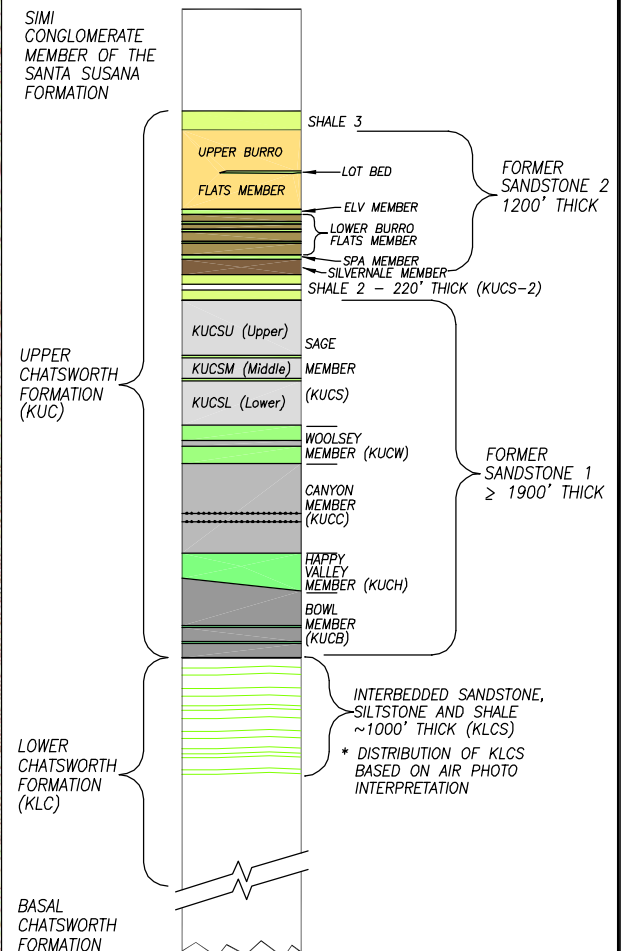 SIMI
CONGLOMERATE
MEMBER OF THE
SANTA SUSANA
FORMATION
SHALE 3
UPPER BURRO
LOT BED
FLATS MEMBER
FORMER
SANDSTONE 2
1200' THICK
ELV MEMBER
LOWER BURRO
FLATS MEMBER
SPA MEMBER
SILVERNALE MEMBER
SHALE 2 – 220' THICK (KUCS-2)
UPPER
CHATSWORTH
FORMATION
(KUC)
KUCSU (Upper)
KUCSM (Middle)
KUCSL (Lower)
SAGE
MEMBER
(KUCS)
WOOLSEY
MEMBER (KUCW)
CANYON
MEMBER
(KUCC)
HAPPY
VALLEY
MEMBER (KUCH)
BOWL
MEMBER
(KUCB)
FORMER
SANDSTONE 1
≥ 1900' THICK
LOWER
CHATSWORTH
FORMATION
(KLC)
INTERBEDDED SANDSTONE,
SILTSTONE AND SHALE
~1000' THICK (KLCS)
* DISTRIBUTION OF KLCS
BASED ON AIR PHOTO
INTERPRETATION
BASAL
CHATSWORTH
FORMATION